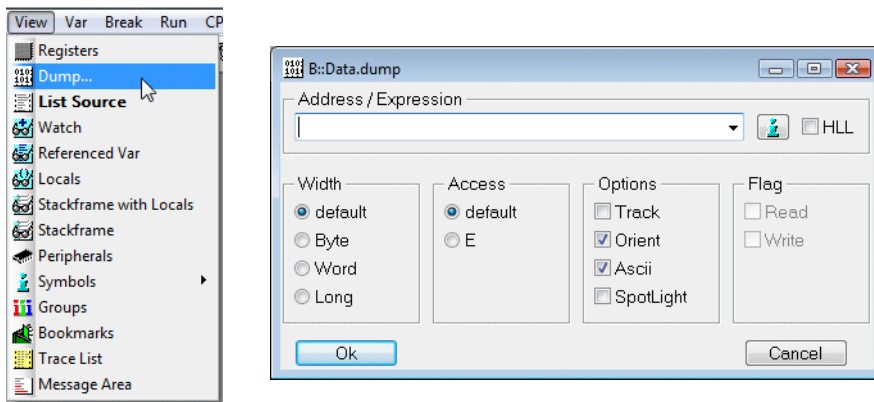 View Var Break Run CP
Registers
Dump...
List Source
Watch
Referenced Var
Locals
Stackframe with Locals
Stackframe
Peripherals
Symbols
Groups
Bookmarks
Trace List
Message Area
B::Data.dump
Address / Expression
HLL
Width Access Options Flag
default default Track Read
Byte E Orient Write
Word Ascii
Long SpotLight
Ok Cancel